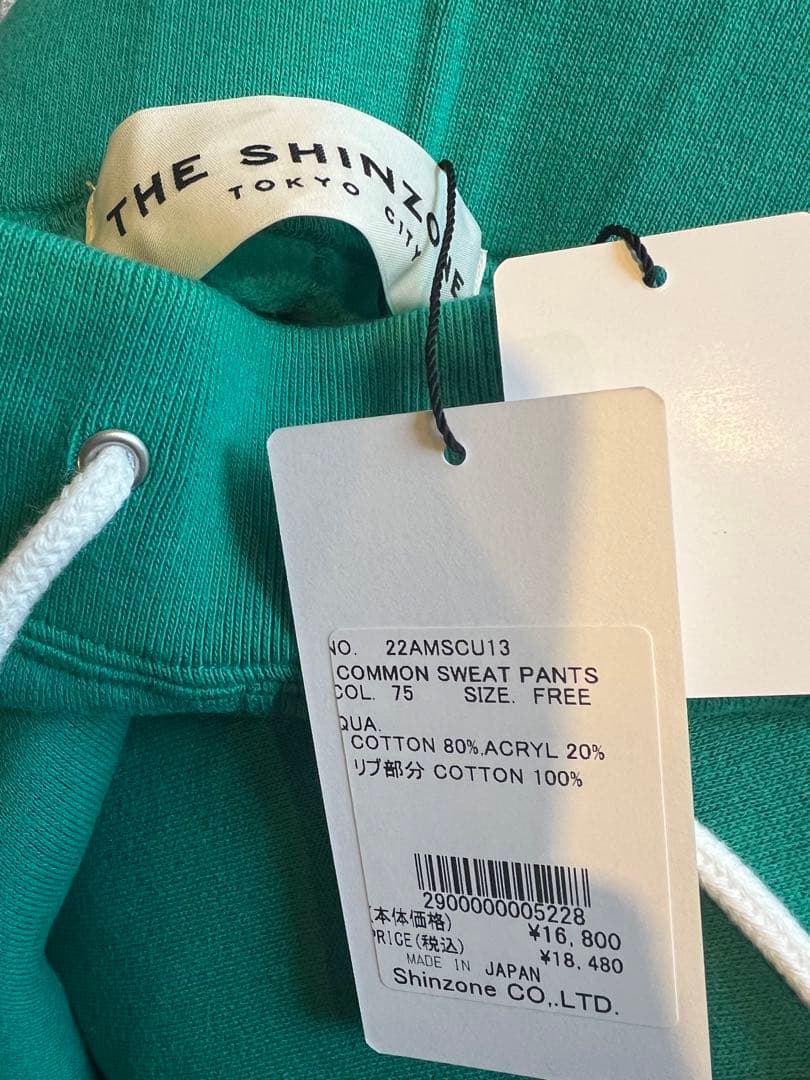 THE SHINZONE
TOKYO CITY
NO. 22AMSCU13
COMMON SWEAT PANTS
COL. 75 SIZE. FREE
QUA.
COTTON 80%,ACRYL 20%
リブ部分 COTTON 100%
2900000005228
(本体価格) ¥16,800
PRICE(税込) ¥18,480
MADE IN JAPAN
Shinzone CO,.LTD.